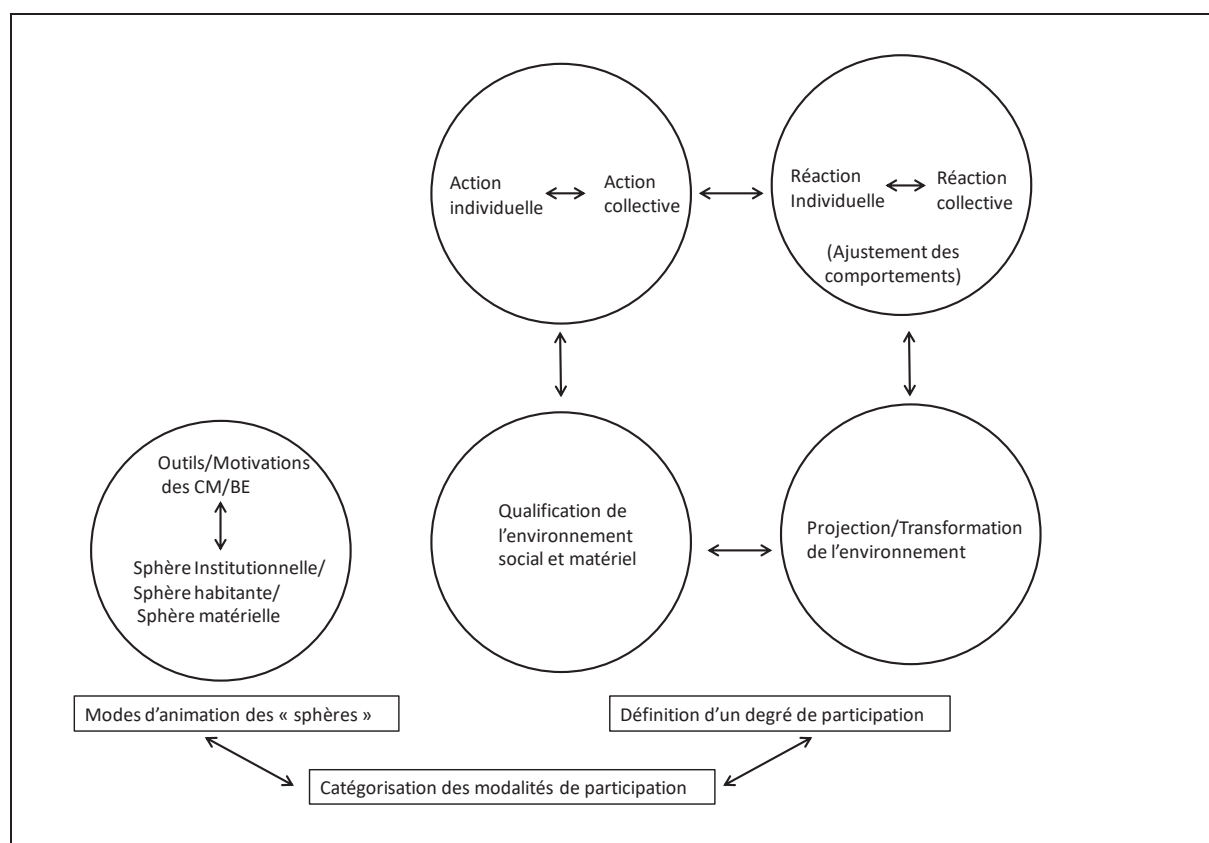 Action
individuelle
Action
collective
Réaction
Individuelle
Réaction
collective
(Ajustement des
comportements)
Outils/Motivations
des CM/BE
Sphère Institutionnelle/
Sphère habitante/
Sphère matérielle
Qualification de
l’environnement
social et matériel
Projection/Transformation
de l’environnement
Modes d’animation des « sphères »
Définition d’un degré de participation
Catégorisation des modalités de participation